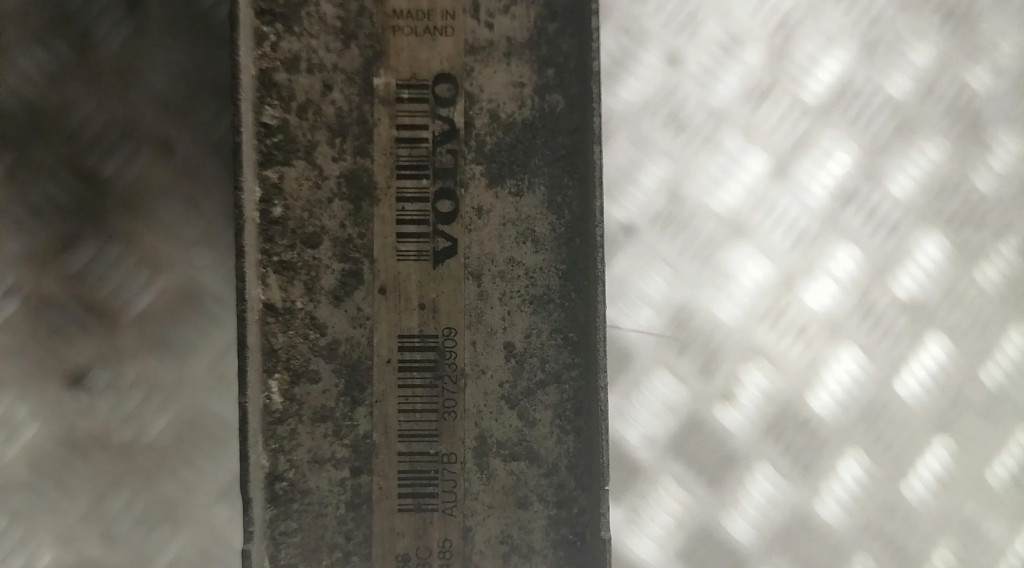 MADE IN
POLAND
VOLVO
AUJ7B 30723909